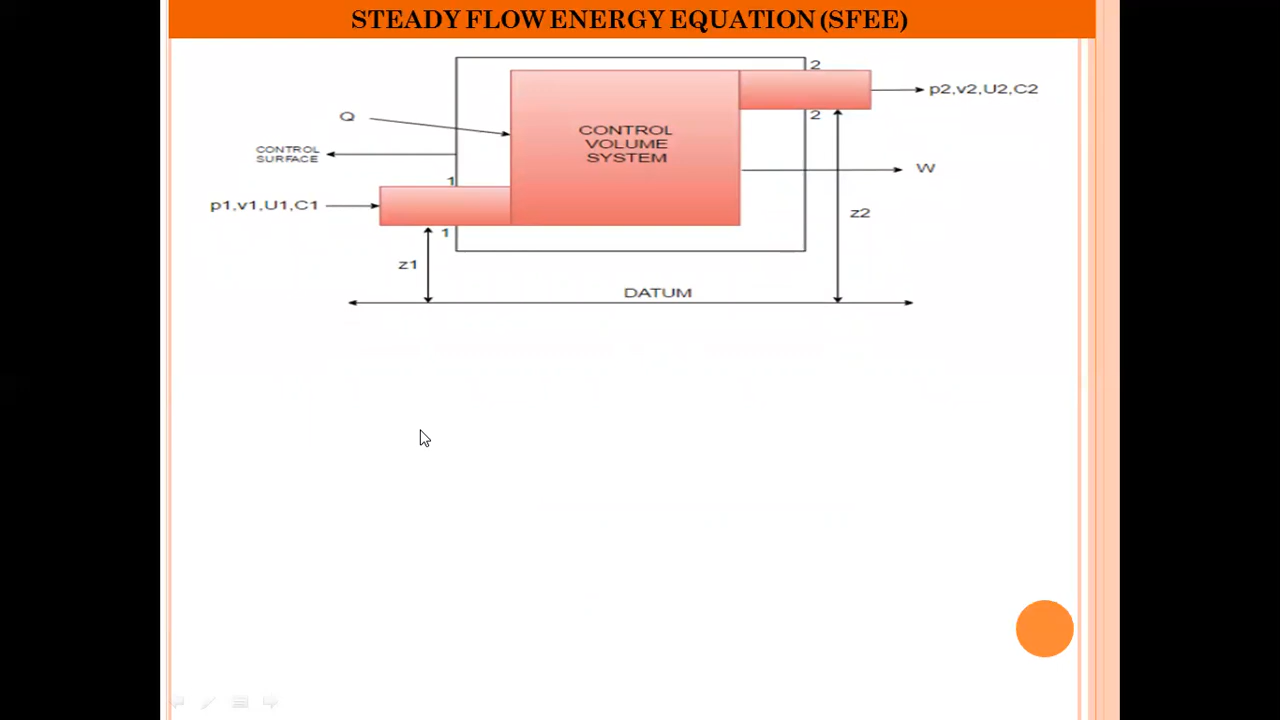 STEADY FLOW ENERGY EQUATION (SFEE)
2
p2,v2,U2,C2
Q
2
CONTROL
VOLUME
SYSTEM
CONTROL
SURFACE
W
1
p1,v1,U1,C1
z2
1
z1
DATUM